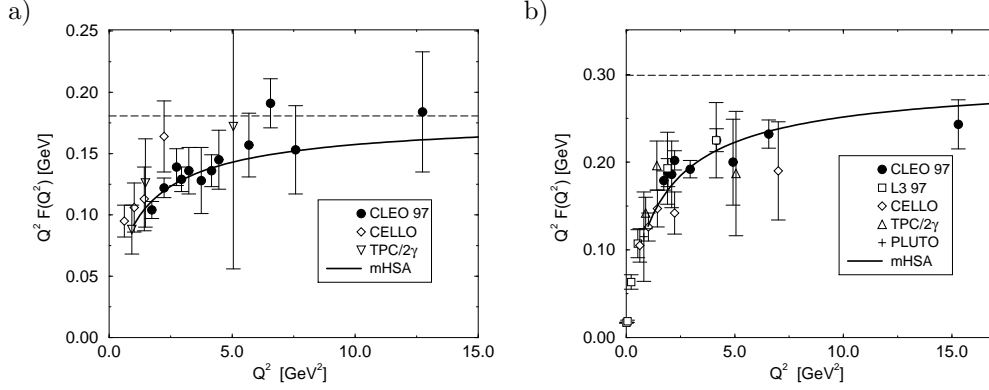 a)
0.25
0.20
0.15
0.10
0.05
0.00
Q² F(Q²) [GeV]
CLEO 97
CELLO
TPC/2γ
mHSA
0.0 5.0 10.0 15.0
Q² [GeV²]
b)
0.30
0.20
0.10
0.00
Q² F(Q²) [GeV]
CLEO 97
L3 97
CELLO
TPC/2γ
PLUTO
mHSA
0.0 5.0 10.0 15.0
Q² [GeV²]